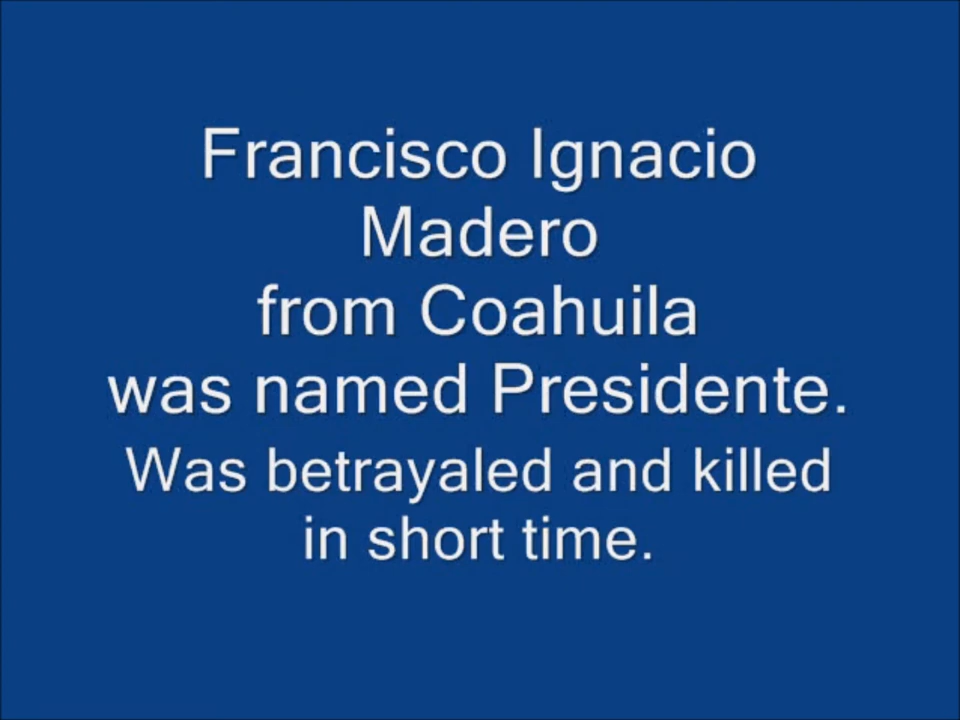 Francisco Ignacio
Madero
from Coahuila
was named Presidente.
Was betrayaled and killed
in short time.